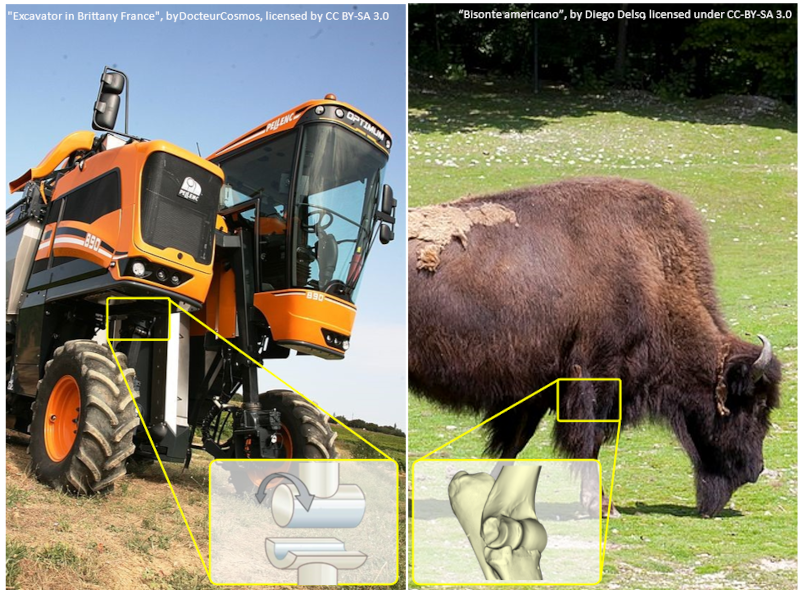 "Excavator in Brittany France", byDocteurCosmos, licensed by CC BY-SA 3.0
"Bisonte americano", by Diego Delso licensed under CC-BY-SA 3.0
PELLENC
OPTIMUM
PELLENC
890
890